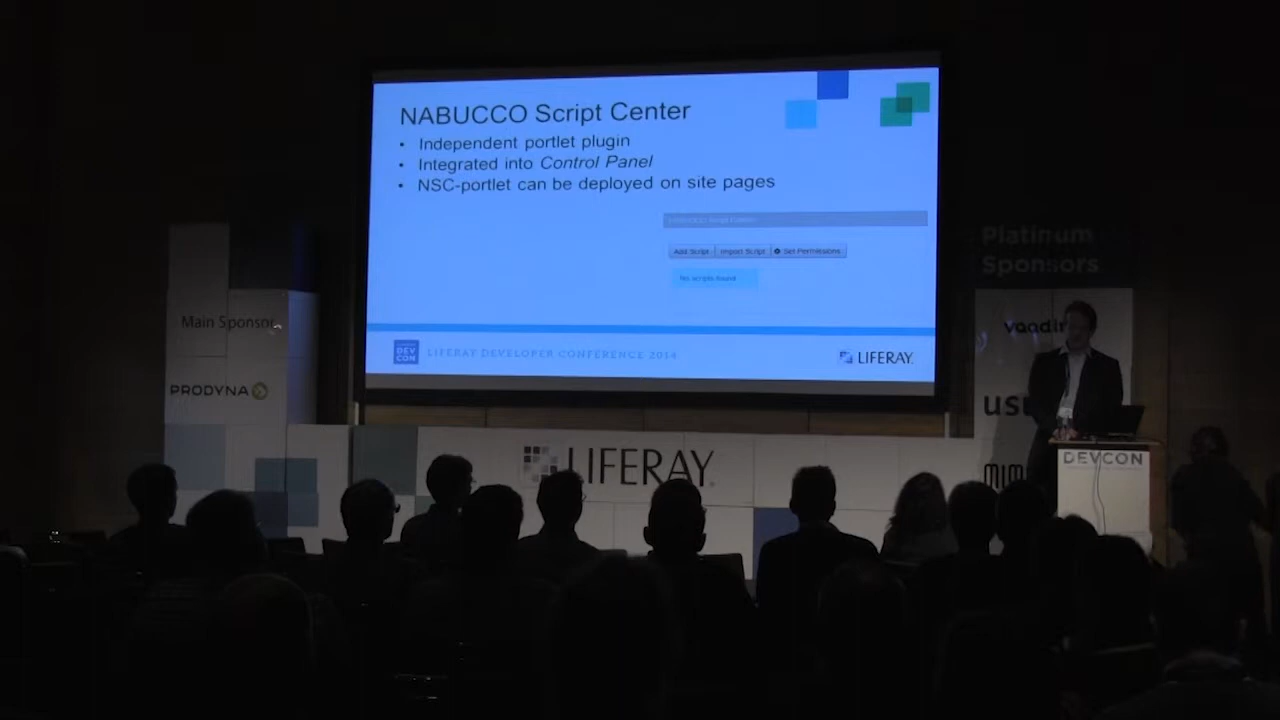 NABUCCO Script Center
• Independent portlet plugin
• Integrated into Control Panel
• NSC-portlet can be deployed on site pages
Add Script
Import Script
Set Permissions
No scripts found
DEV
CON
LIFERAY DEVELOPER CONFERENCE 2014
LIFERAY.
Main Sponsor
PRODYNA
Platinum
Sponsors
LIFERAY.
DEVCON